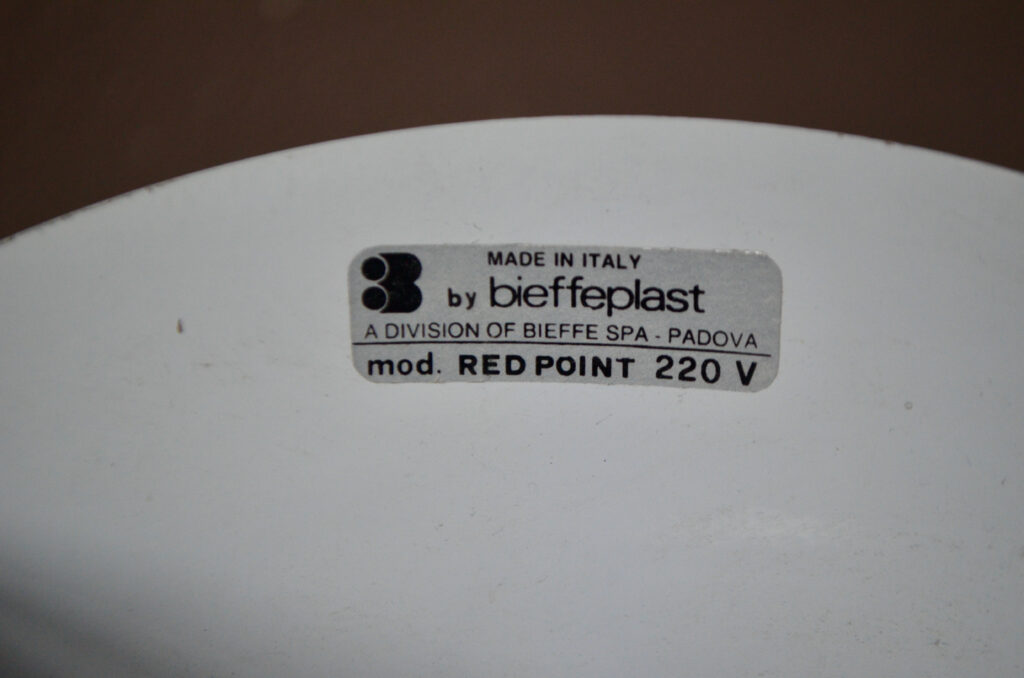 MADE IN ITALY
by bieffeplast
A DIVISION OF BIEFFE SPA - PADOVA
mod. RED POINT 220 V